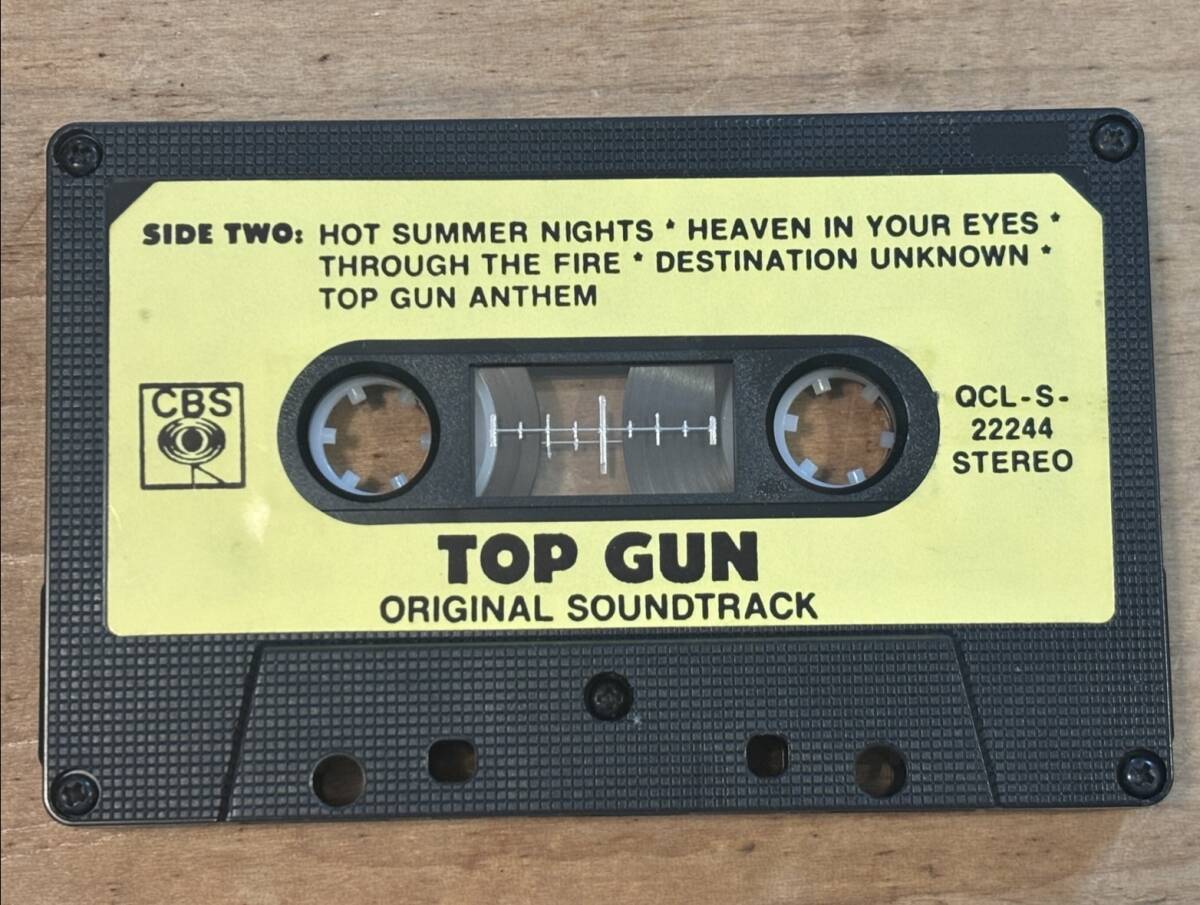 SIDE TWO: HOT SUMMER NIGHTS * HEAVEN IN YOUR EYES *
THROUGH THE FIRE * DESTINATION UNKNOWN *
TOP GUN ANTHEM
CBS
QCL-S-
22244
STEREO
TOP GUN
ORIGINAL SOUNDTRACK